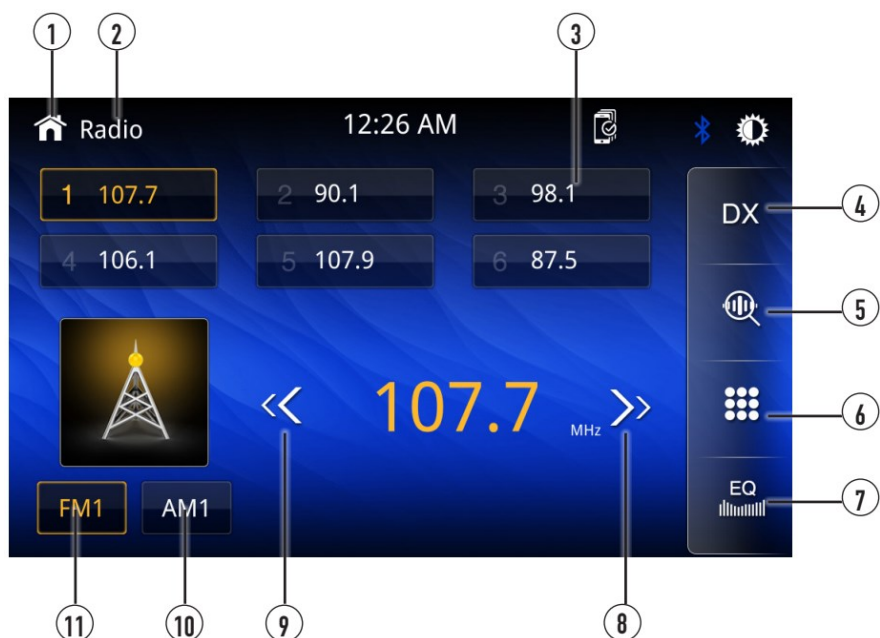 1 2 3
Radio 12:26 AM
1 107.7 2 90.1 3 98.1
4 106.1 5 107.9 6 87.5
DX 4
5
107.7 MHz
6
EQ 7
FM1 AM1
11 10 9 8